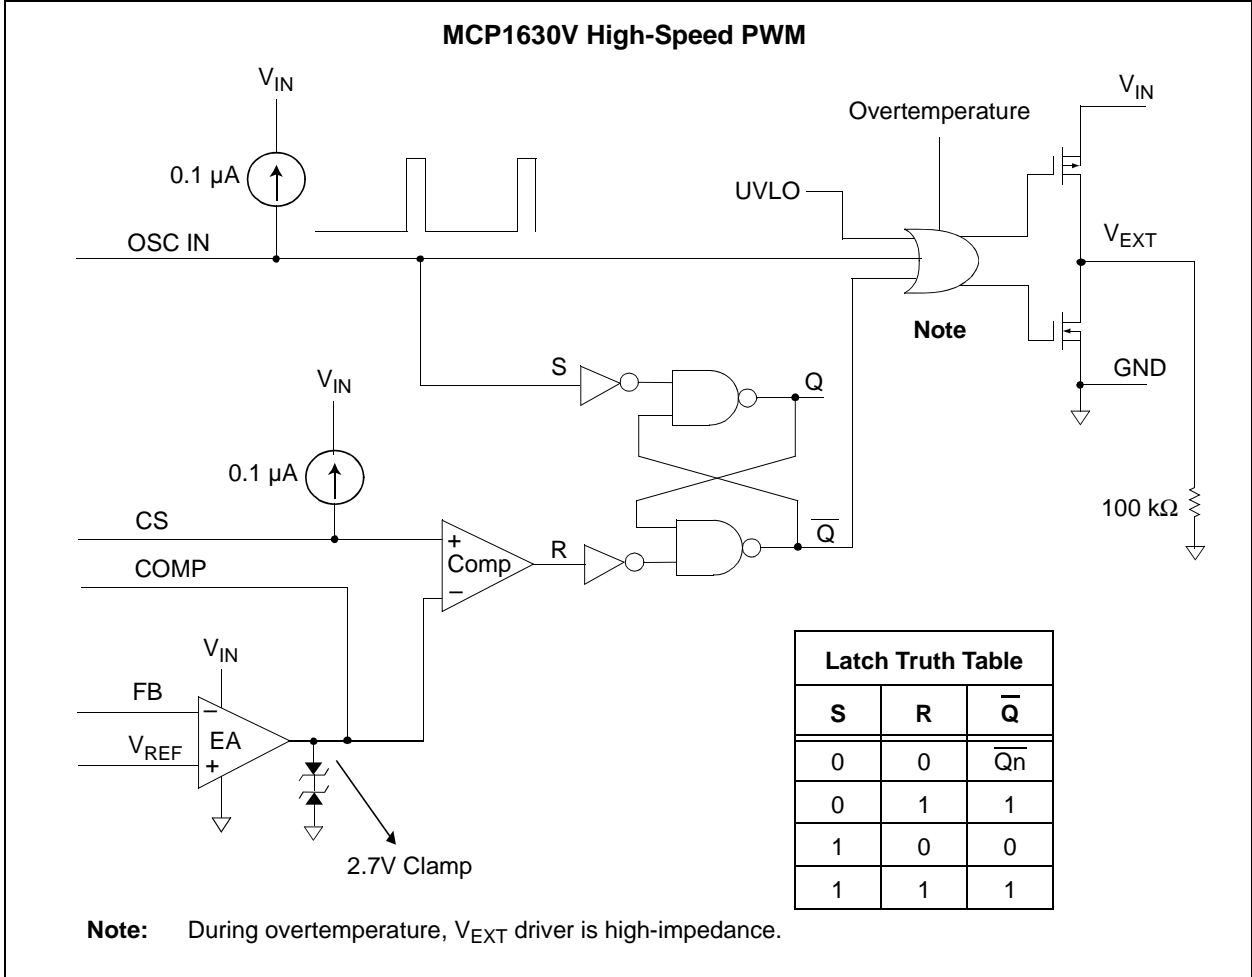 MCP1630V High-Speed PWM
VIN
VIN
Overtemperature
0.1 µA
UVLO
OSC IN
VEXT
Note
S
Q
GND
VIN
0.1 µA
100 kΩ
CS
+
Comp
−
R
Q̅
COMP
VIN
FB
−
EA
VREF
+
2.7V Clamp
Latch Truth Table
S R Q̅
0 0 Q̅n̅
0 1 1
1 0 0
1 1 1
Note: During overtemperature, VEXT driver is high-impedance.